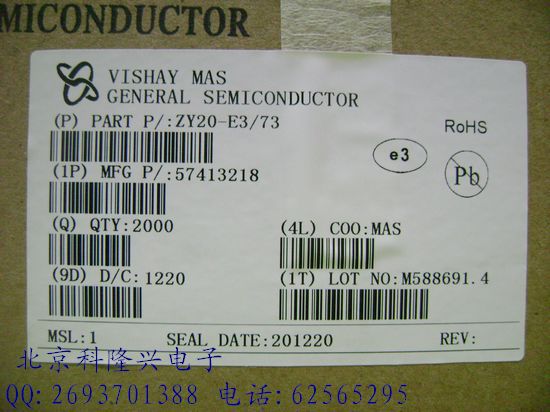 MICONDUCTOR
VISHAY MAS
GENERAL SEMICONDUCTOR
(P) PART P/:ZY20-E3/73
RoHS
(1P) MFG P/:57413218
e3
Pb
(Q) QTY:2000
(4L) COO:MAS
(9D) D/C:1220
(1T) LOT NO:M588691.4
MSL:1 SEAL DATE:201220 REV:
北京科隆兴电子
QQ:2693701388 电话:62565295